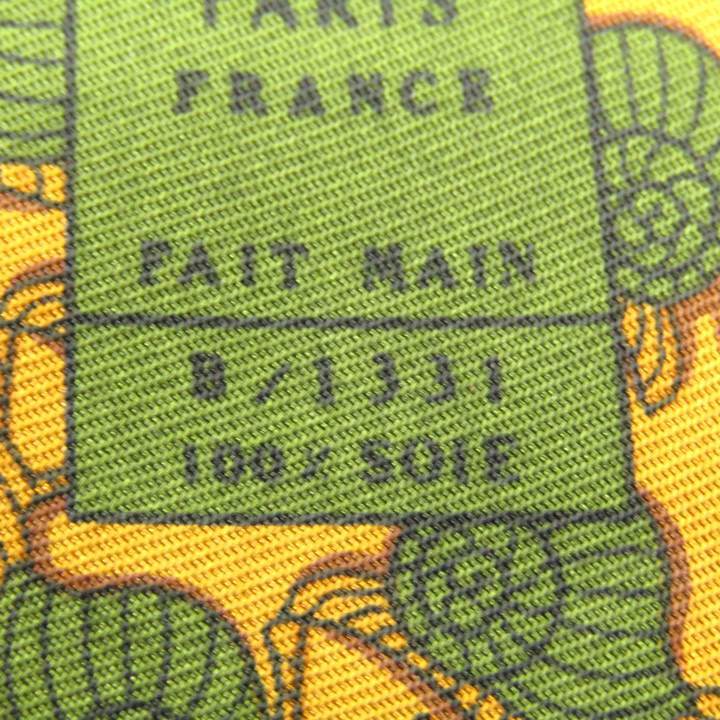 PARIS
FRANCE
FAIT MAIN
B/1331
100% SOIE